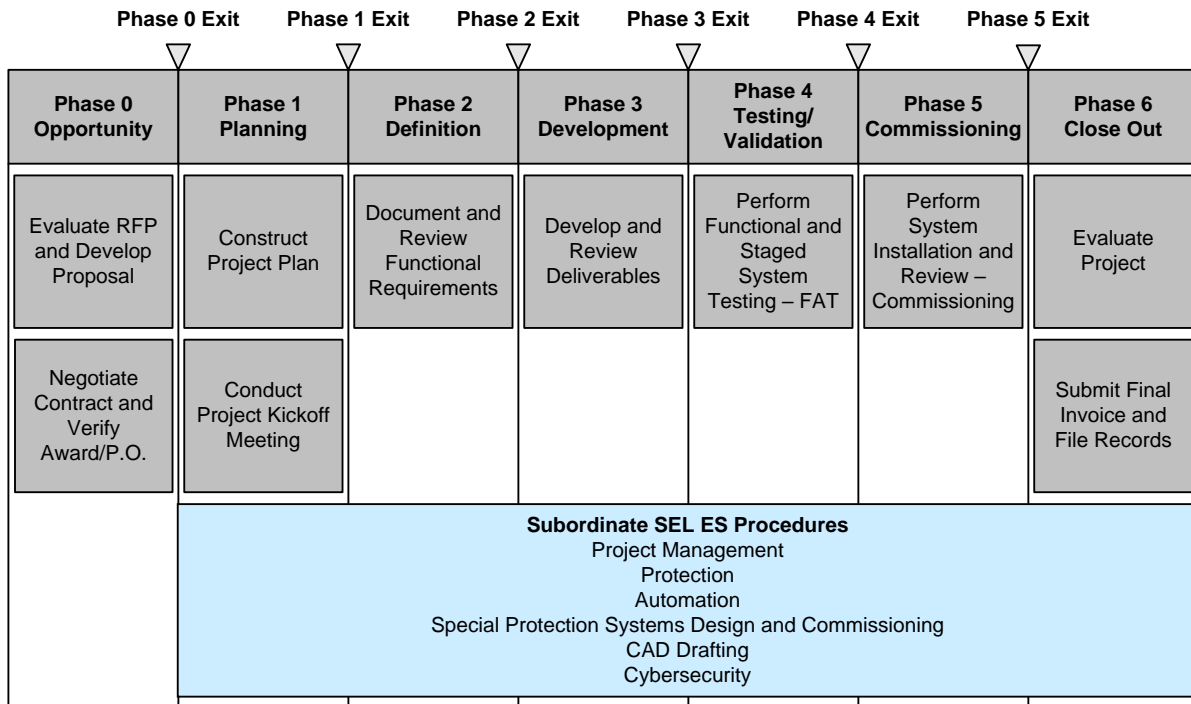 Phase 0 Exit
Phase 1 Exit
Phase 2 Exit
Phase 3 Exit
Phase 4 Exit
Phase 5 Exit
Phase 0
Opportunity
Phase 1
Planning
Phase 2
Definition
Phase 3
Development
Phase 4
Testing/
Validation
Phase 5
Commissioning
Phase 6
Close Out
Evaluate RFP
and Develop
Proposal
Construct
Project Plan
Document and
Review
Functional
Requirements
Develop and
Review
Deliverables
Perform
Functional and
Staged
System
Testing – FAT
Perform
System
Installation and
Review –
Commissioning
Evaluate
Project
Negotiate
Contract and
Verify
Award/P.O.
Conduct
Project Kickoff
Meeting
Submit Final
Invoice and
File Records
Subordinate SEL ES Procedures
Project Management
Protection
Automation
Special Protection Systems Design and Commissioning
CAD Drafting
Cybersecurity